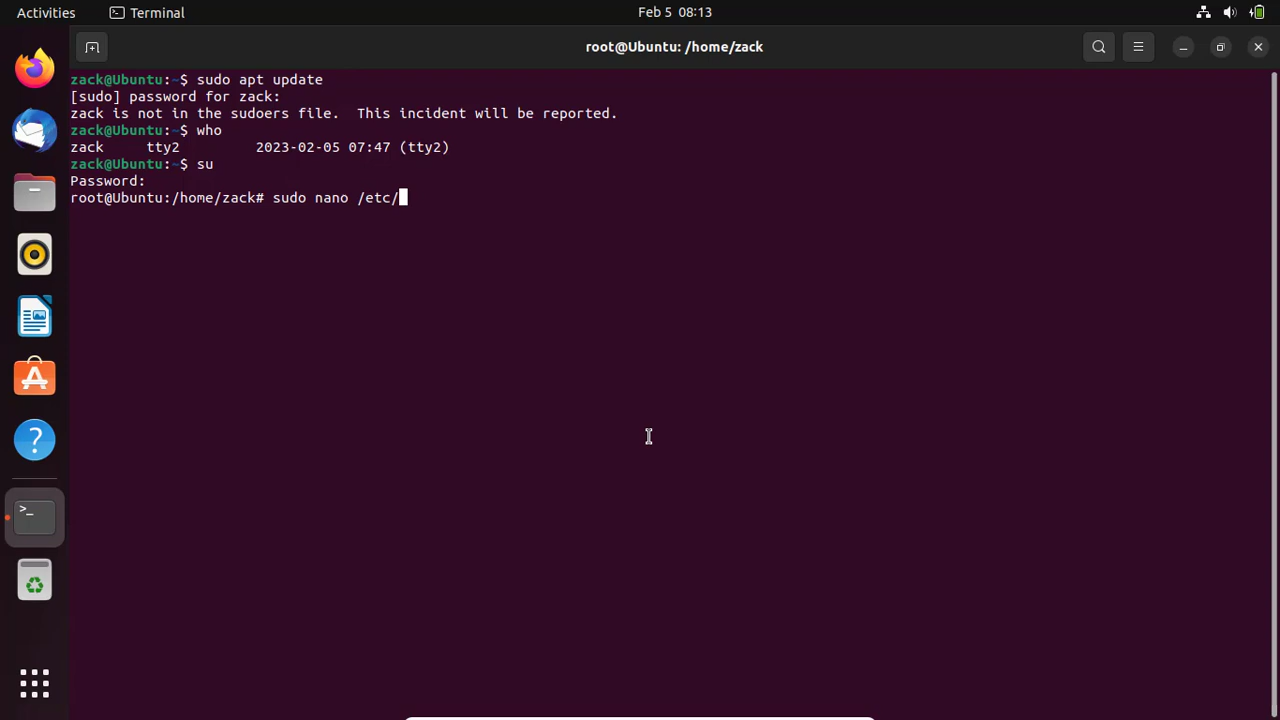 Activities Terminal Feb 5 08:13
root@Ubuntu: /home/zack
zack@Ubuntu:~$ sudo apt update
[sudo] password for zack:
zack is not in the sudoers file.  This incident will be reported.
zack@Ubuntu:~$ who
zack     tty2         2023-02-05 07:47 (tty2)
zack@Ubuntu:~$ su
Password:
root@Ubuntu:/home/zack# sudo nano /etc/